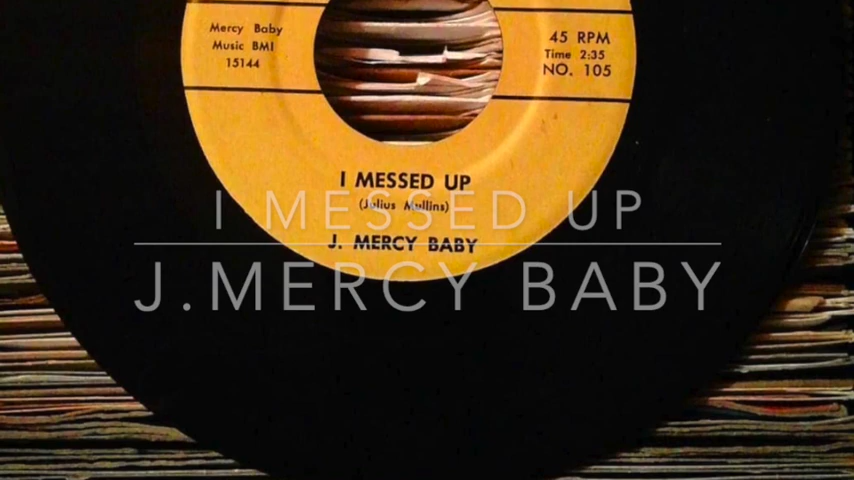 Mercy Baby
Music BMI
15144
45 RPM
Time 2:35
NO. 105
I MESSED UP
(Julius Mullins)
J. MERCY BABY
I MESSED UP
J.MERCY BABY